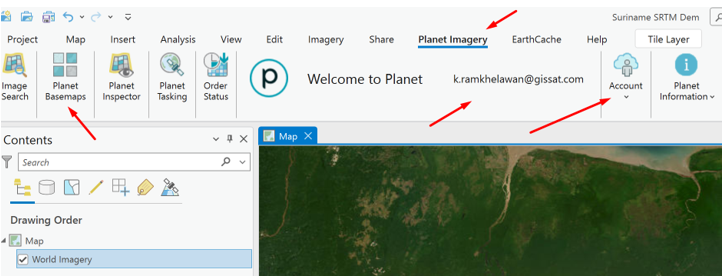 Suriname SRTM Dem
Project Map Insert Analysis View Edit Imagery Share Planet Imagery EarthCache Help Tile Layer
Image Search
Planet Basemaps
Planet Inspector
Planet Tasking
Order Status
p
Welcome to Planet
k.ramkhelawan@gissat.com
Account
Planet Information
Contents
Search
Drawing Order
Map
World Imagery
Map